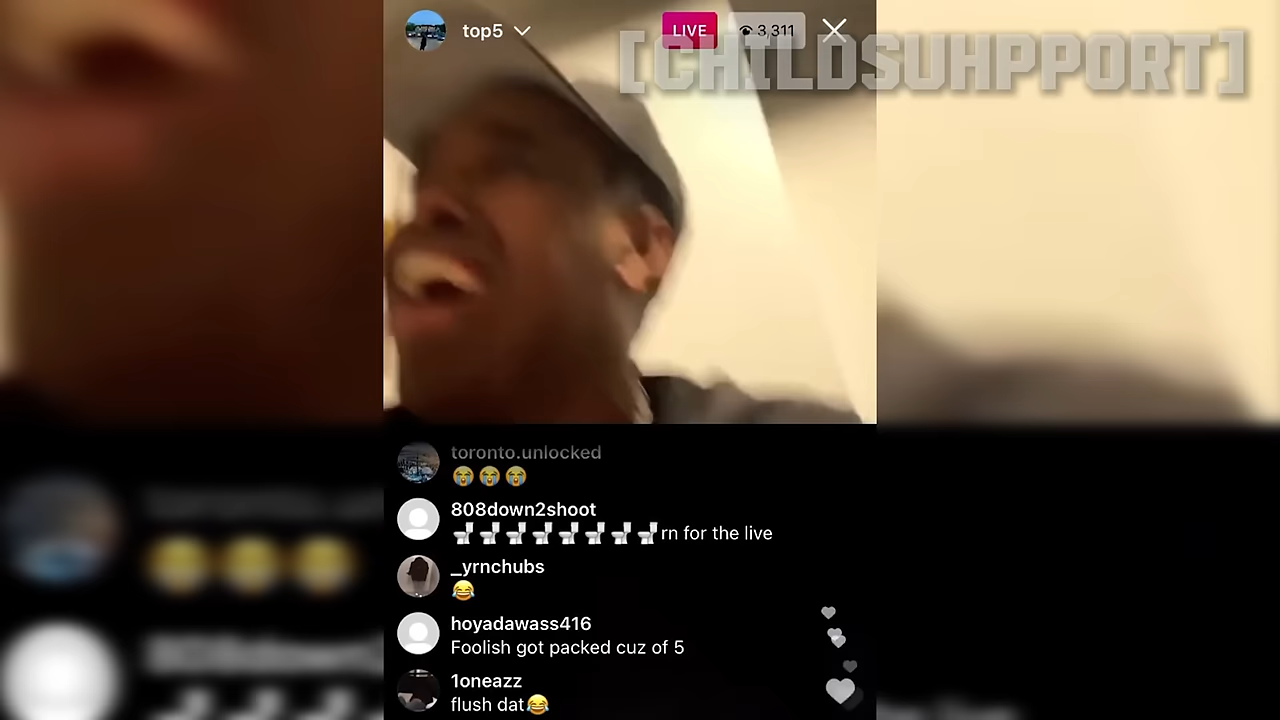 top5
LIVE
3,311
[CHILDSUHPPORT]
toronto.unlocked
😭😭😭
808down2shoot
🚽🚽🚽🚽🚽🚽🚽🚽rn for the live
_yrnchubs
😂
hoyadawass416
Foolish got packed cuz of 5
1oneazz
flush dat😂